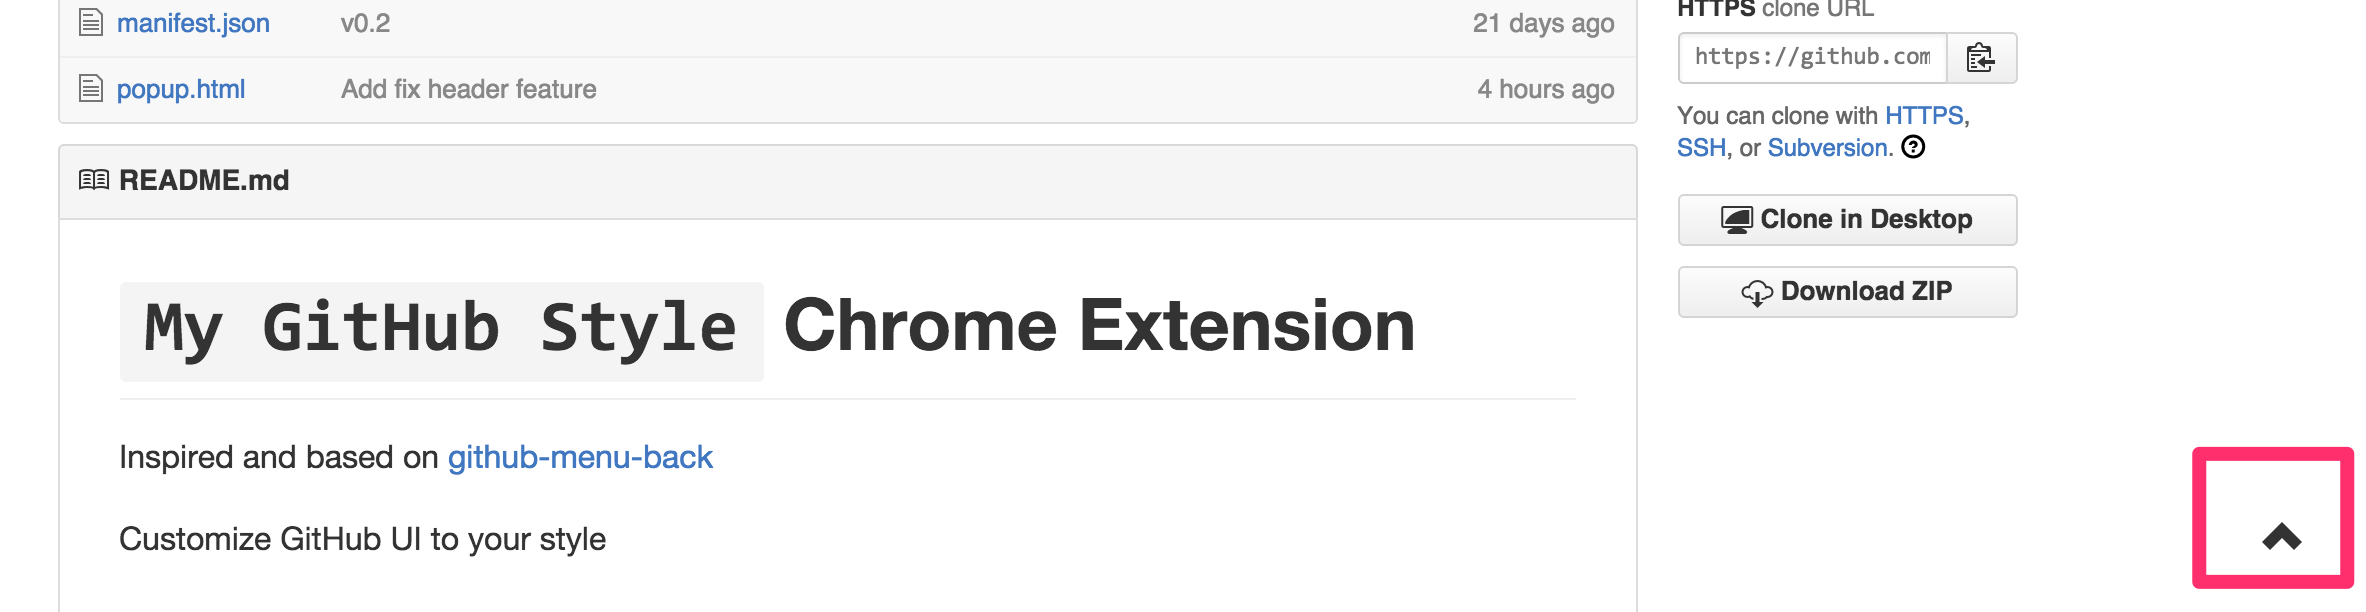 manifest.json v0.2 21 days ago
popup.html Add fix header feature 4 hours ago
README.md
My GitHub Style Chrome Extension
Inspired and based on github-menu-back
Customize GitHub UI to your style
HTTPS clone URL
https://github.com
You can clone with HTTPS,
SSH, or Subversion.
Clone in Desktop
Download ZIP